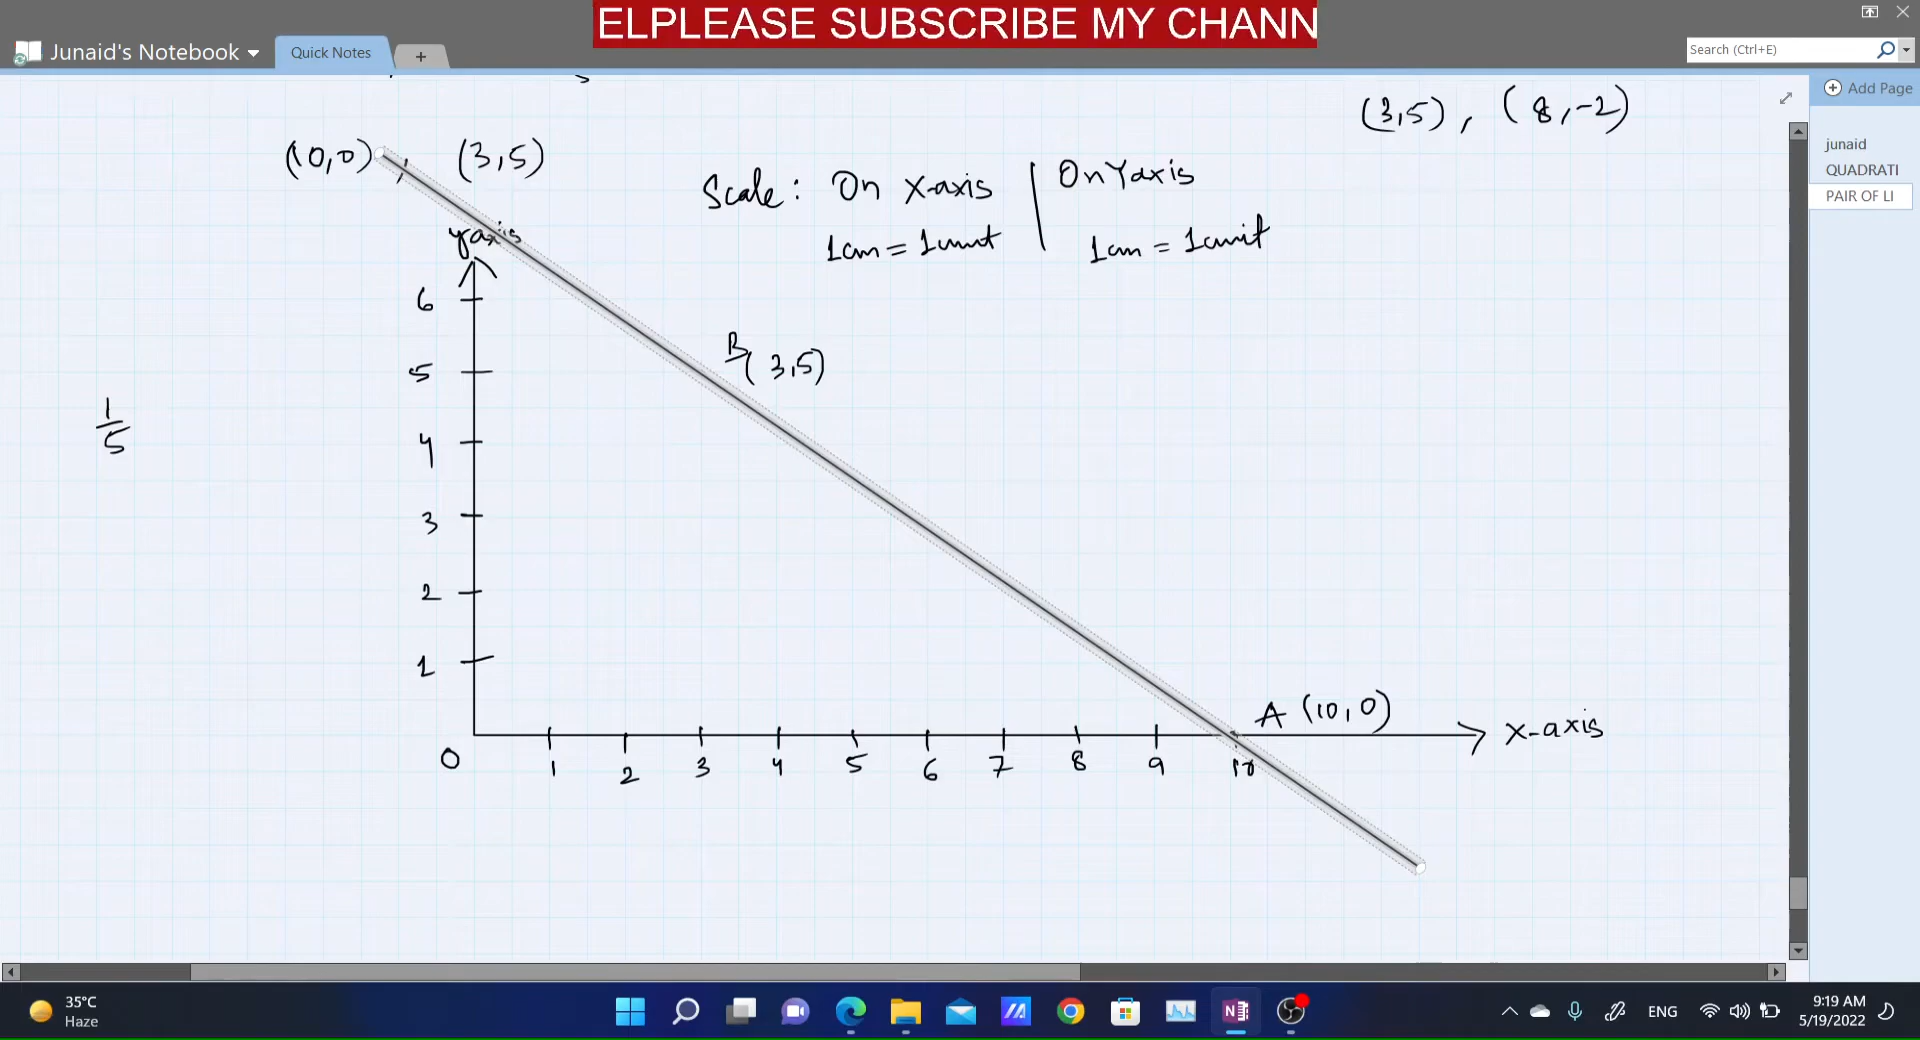 ELPLEASE SUBSCRIBE MY CHANN
Junaid's Notebook
Quick Notes
+
Search (Ctrl+E)
Add Page
junaid
QUADRATI
PAIR OF LI
(3,5), (8,-2)
(10,0), (3,5)
Scale: On X-axis | On Y axis
1cm = 1unit 1cm = 1unit
y axis
6
B(3,5)
5
1/5
4
3
2
1
A (10,0)
X-axis
0 1 2 3 4 5 6 7 8 9 10
35°C
Haze
ENG
9:19 AM
5/19/2022